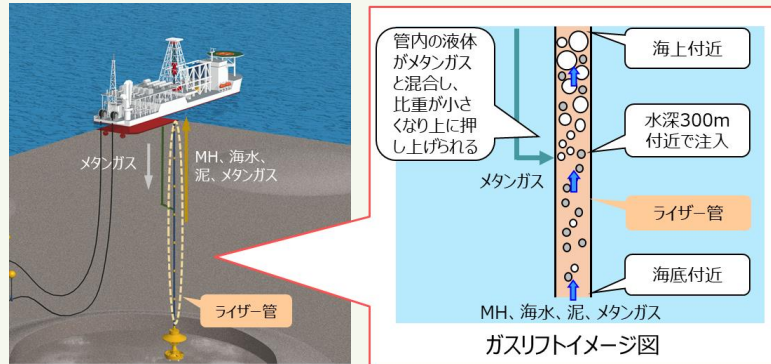 メタンガス
MH、海水、
泥、メタンガス
ライザー管
管内の液体
がメタンガス
と混合し、
比重が小さ
くなり上に押
し上げられる
メタンガス
海上付近
水深300m
付近で注入
ライザー管
海底付近
MH、海水、泥、メタンガス
ガスリフトイメージ図